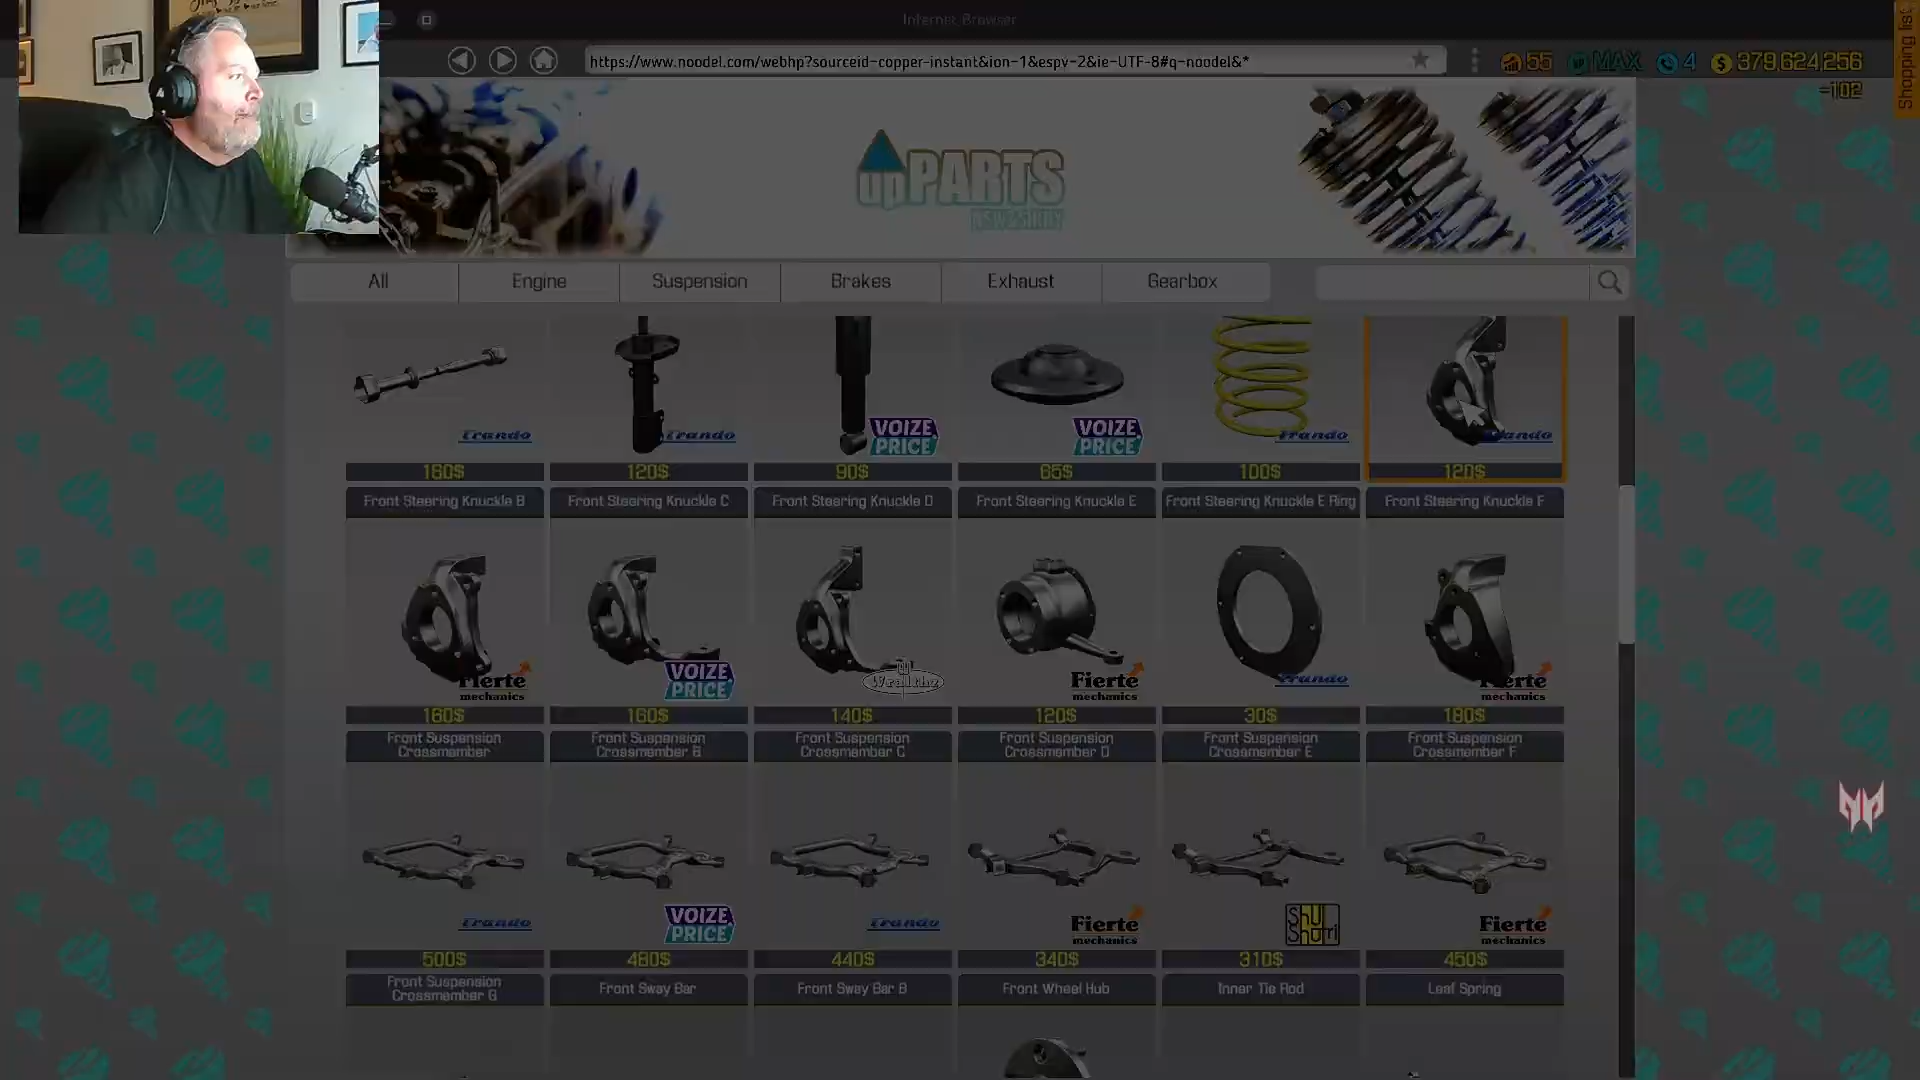 Internet Browser
https://www.noodel.com/webhp?sourceid-copper-instant&ion-1&espv-2&ie-UTF-8#q-noodel&*
55 MAX 4 $ 379 624 256
-102
Shopping list
upPARTS
All Engine Suspension Brakes Exhaust Gearbox
Trando Trando VOIZE PRICE VOIZE PRICE Trando Trando
160$ 120$ 90$ 65$ 100$ 120$
Front Steering Knuckle B Front Steering Knuckle C Front Steering Knuckle D Front Steering Knuckle E Front Steering Knuckle E Ring Front Steering Knuckle F
Fierte mechanics VOIZE PRICE Wealthy Fierte mechanics Trando Fierte mechanics
160$ 160$ 140$ 120$ 30$ 180$
Front Suspension Crossmember Front Suspension Crossmember B Front Suspension Crossmember C Front Suspension Crossmember D Front Suspension Crossmember E Front Suspension Crossmember F
Trando VOIZE PRICE Trando Fierte mechanics Shul Shutri Fierte mechanics
500$ 480$ 440$ 340$ 310$ 450$
Front Suspension Crossmember G Front Sway Bar Front Sway Bar B Front Wheel Hub Inner Tie Rod Leaf Spring